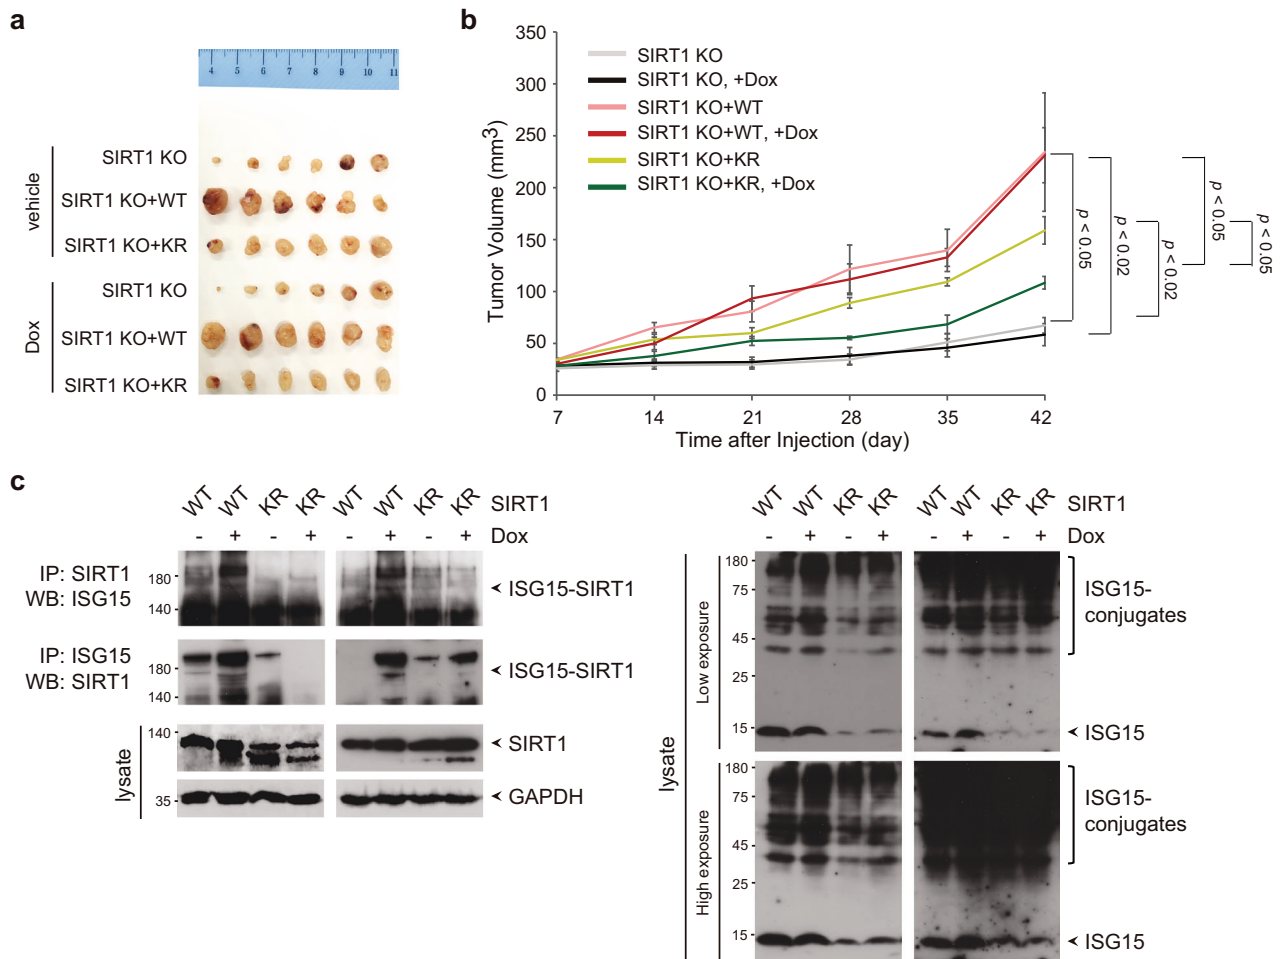 a
4 5 6 7 8 9 10 11
vehicle
SIRT1 KO
SIRT1 KO+WT
SIRT1 KO+KR
Dox
SIRT1 KO
SIRT1 KO+WT
SIRT1 KO+KR
b
Tumor Volume (mm3)
350
300
250
200
150
100
50
0
7 14 21 28 35 42
Time after Injection (day)
SIRT1 KO
SIRT1 KO, +Dox
SIRT1 KO+WT
SIRT1 KO+WT, +Dox
SIRT1 KO+KR
SIRT1 KO+KR, +Dox
p < 0.05
p < 0.02
p < 0.02
p < 0.05
p < 0.05
c
WT WT KR KR WT WT KR KR SIRT1
- + - + - + - + Dox
IP: SIRT1
WB: ISG15
180
140
ISG15-SIRT1
IP: ISG15
WB: SIRT1
180
140
ISG15-SIRT1
lysate
140
SIRT1
35
GAPDH
WT WT KR KR WT WT KR KR SIRT1
- + - + - + - + Dox
lysate
Low exposure
180
75
45
25
15
ISG15-
conjugates
ISG15
High exposure
180
75
45
25
15
ISG15-
conjugates
ISG15